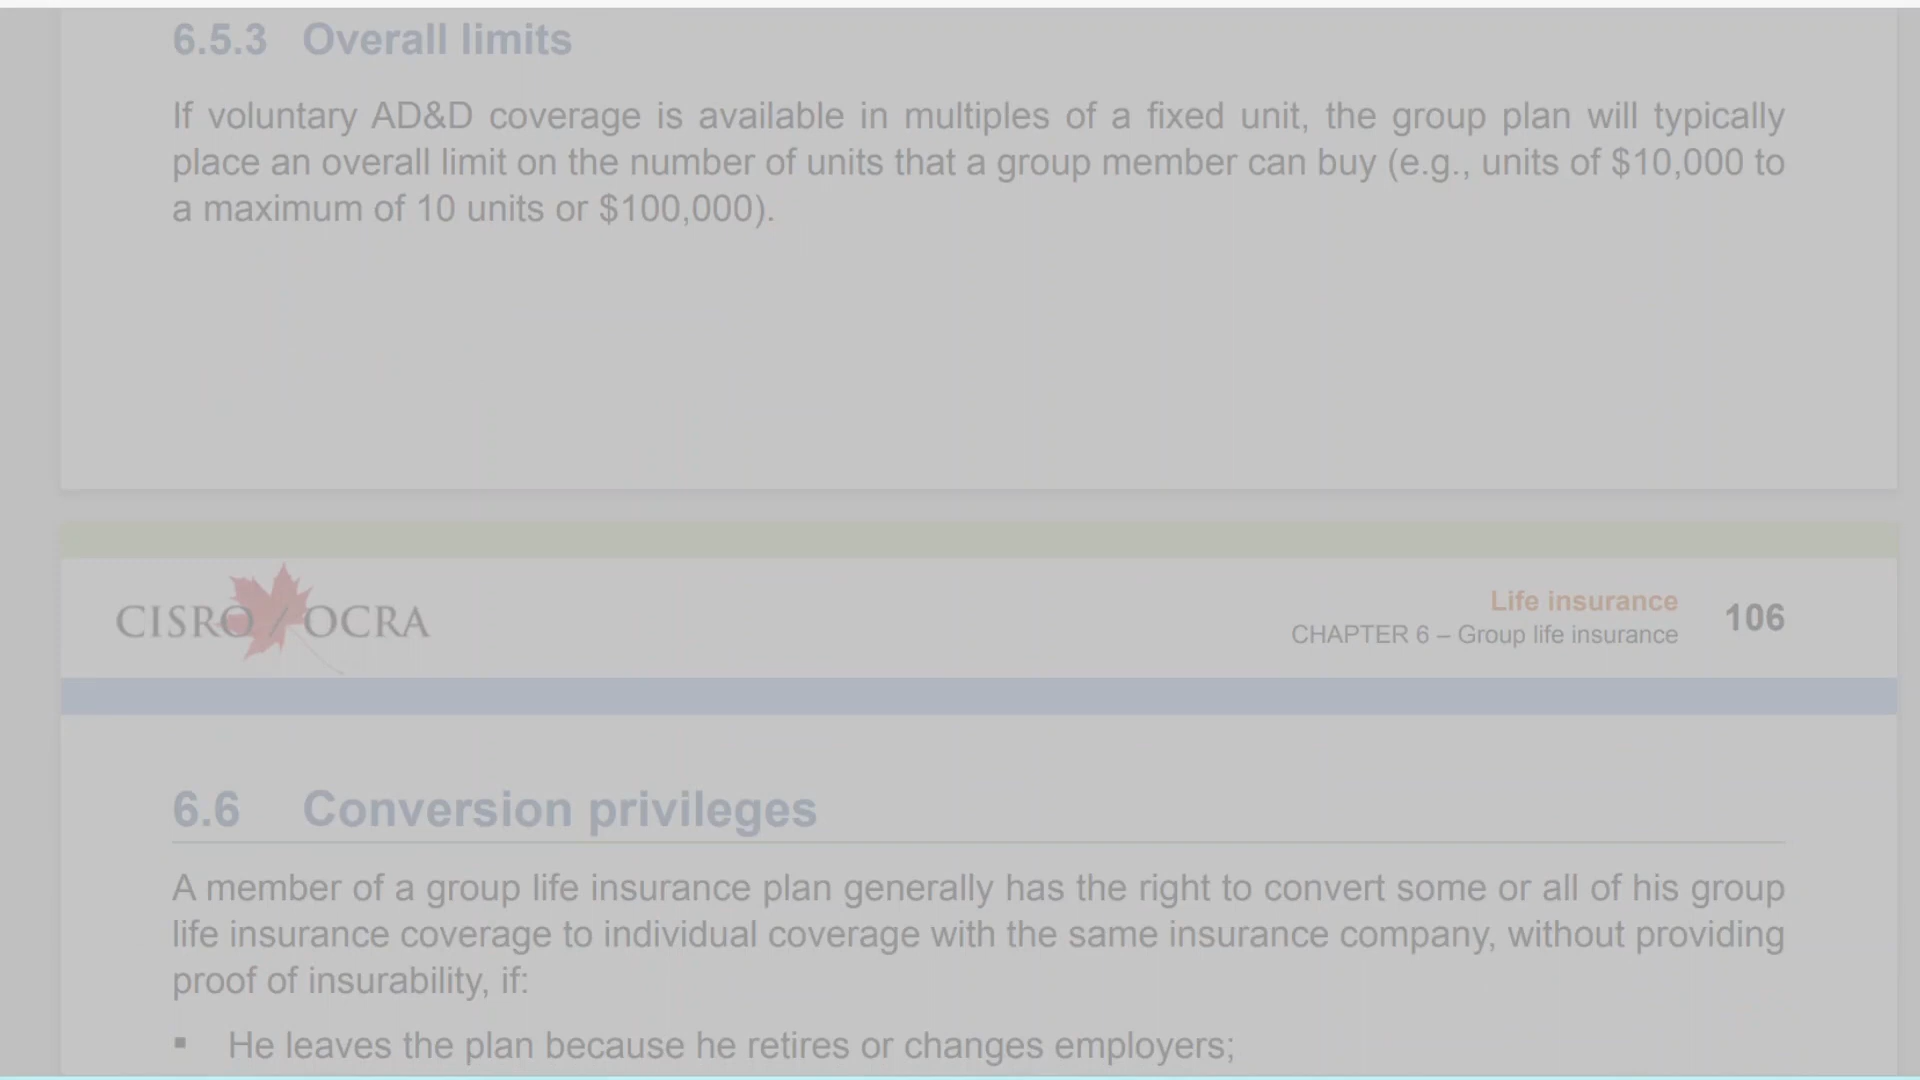 6.5.3 Overall limits
If voluntary AD&D coverage is available in multiples of a fixed unit, the group plan will typically
place an overall limit on the number of units that a group member can buy (e.g., units of $10,000 to
a maximum of 10 units or $100,000).
CISRO / OCRA
Life insurance
CHAPTER 6 – Group life insurance
106
6.6 Conversion privileges
A member of a group life insurance plan generally has the right to convert some or all of his group
life insurance coverage to individual coverage with the same insurance company, without providing
proof of insurability, if:
▪ He leaves the plan because he retires or changes employers;